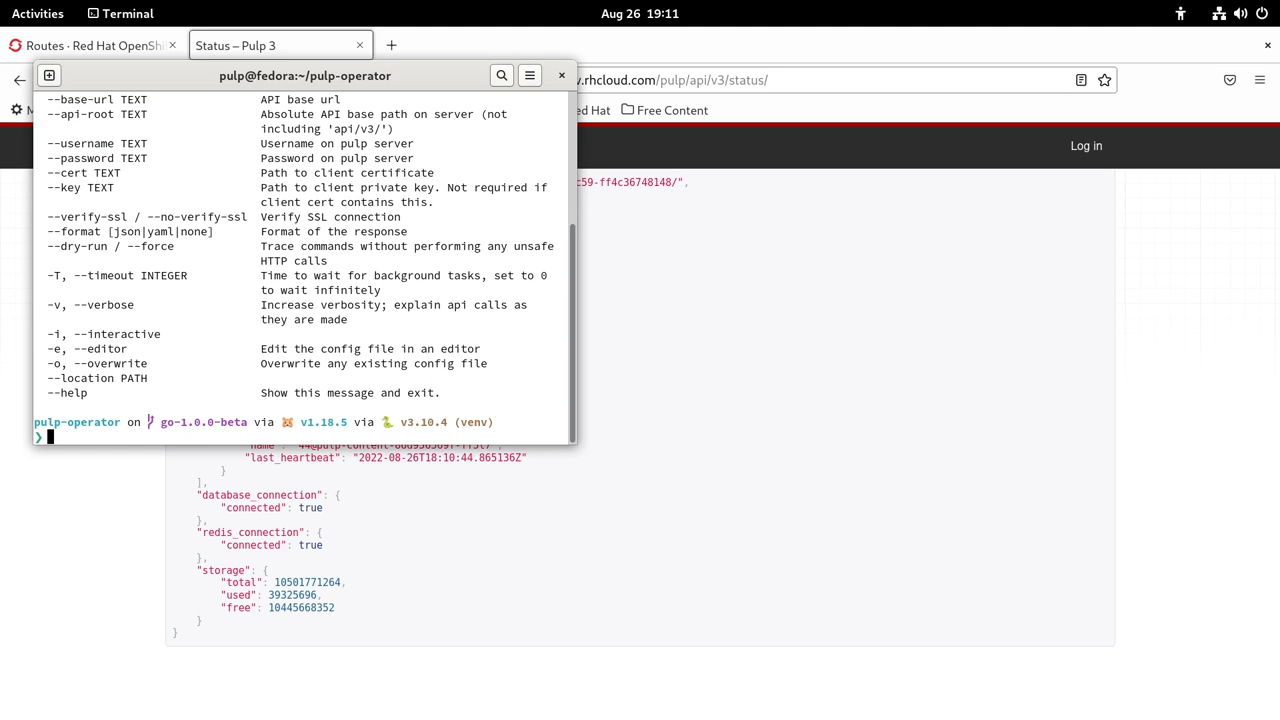 Activities
Terminal
Aug 26 19:11
Routes · Red Hat OpenShi
Status – Pulp 3
pulp@fedora:~/pulp-operator
v.rhcloud.com/pulp/api/v3/status/
ed Hat
Free Content
Log in
--base-url TEXT API base url
--api-root TEXT Absolute API base path on server (not
including 'api/v3/')
--username TEXT Username on pulp server
--password TEXT Password on pulp server
--cert TEXT Path to client certificate
--key TEXT Path to client private key. Not required if
client cert contains this.
--verify-ssl / --no-verify-ssl Verify SSL connection
--format [json|yaml|none] Format of the response
--dry-run / --force Trace commands without performing any unsafe
HTTP calls
-T, --timeout INTEGER Time to wait for background tasks, set to 0
to wait infinitely
-v, --verbose Increase verbosity; explain api calls as
they are made
-i, --interactive
-e, --editor Edit the config file in an editor
-o, --overwrite Overwrite any existing config file
--location PATH
--help Show this message and exit.
pulp-operator on go-1.0.0-beta via 🐹 v1.18.5 via 🐍 v3.10.4 (venv)
❯
c59-ff4c36748148/",
"last_heartbeat": "2022-08-26T18:10:44.865136Z"
}
],
"database_connection": {
"connected": true
},
"redis_connection": {
"connected": true
},
"storage": {
"total": 10501771264,
"used": 39325696,
"free": 10445668352
}
}